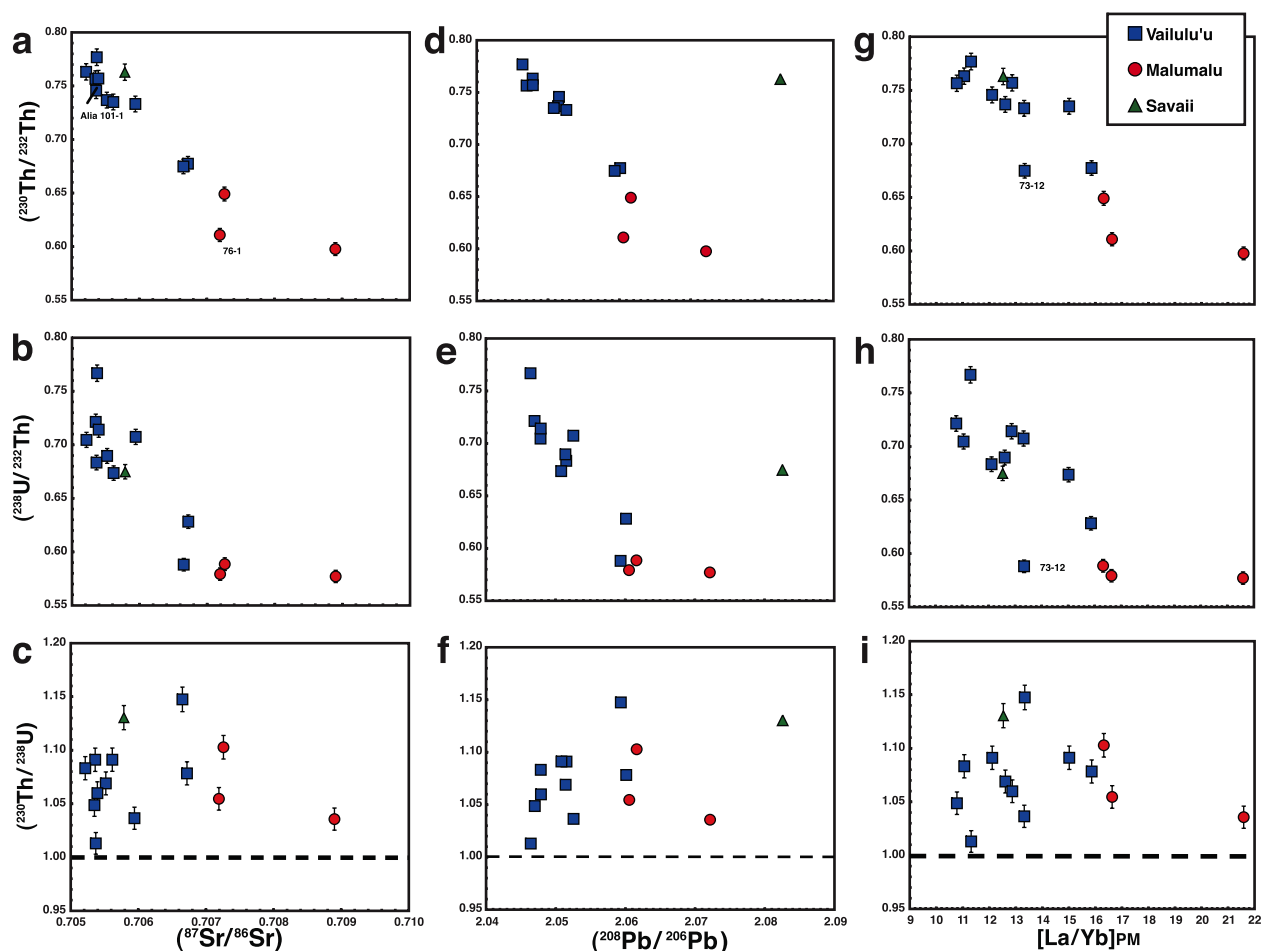 a
0.80
0.75
0.70
0.65
0.60
0.55
(230Th/232Th)
Alia 101-1
76-1
d
0.80
0.75
0.70
0.65
0.60
0.55
g
0.80
0.75
0.70
0.65
0.60
0.55
73-12
Vailulu'u
Malumalu
Savaii
b
0.80
0.75
0.70
0.65
0.60
0.55
(238U/232Th)
e
0.80
0.75
0.70
0.65
0.60
0.55
h
0.80
0.75
0.70
0.65
0.60
0.55
73-12
c
1.20
1.15
1.10
1.05
1.00
0.95
(230Th/238U)
0.705 0.706 0.707 0.708 0.709 0.710
(87Sr/86Sr)
f
1.20
1.15
1.10
1.05
1.00
0.95
2.04 2.05 2.06 2.07 2.08 2.09
(208Pb/206Pb)
i
1.20
1.15
1.10
1.05
1.00
0.95
9 10 11 12 13 14 15 16 17 18 19 20 21 22
[La/Yb]PM